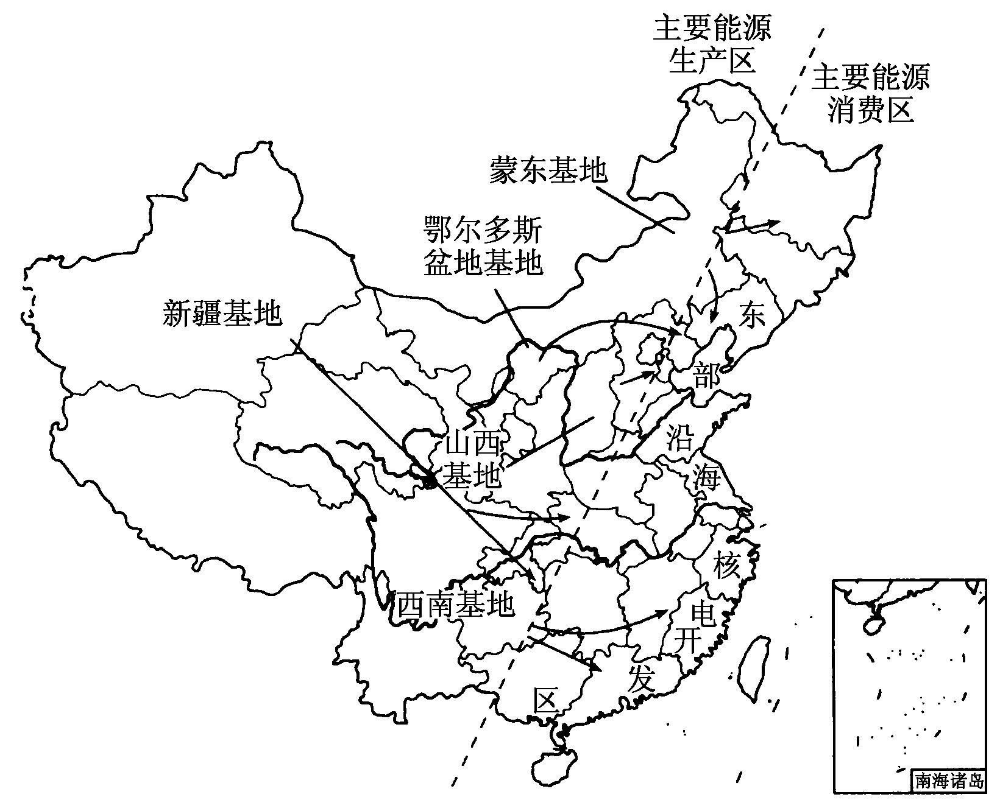 主要能源
生产区
主要能源
消费区
蒙东基地
鄂尔多斯
盆地基地
新疆基地
山西
基地
西南基地
东
部
沿
海
核
电
开
发
区
南海诸岛